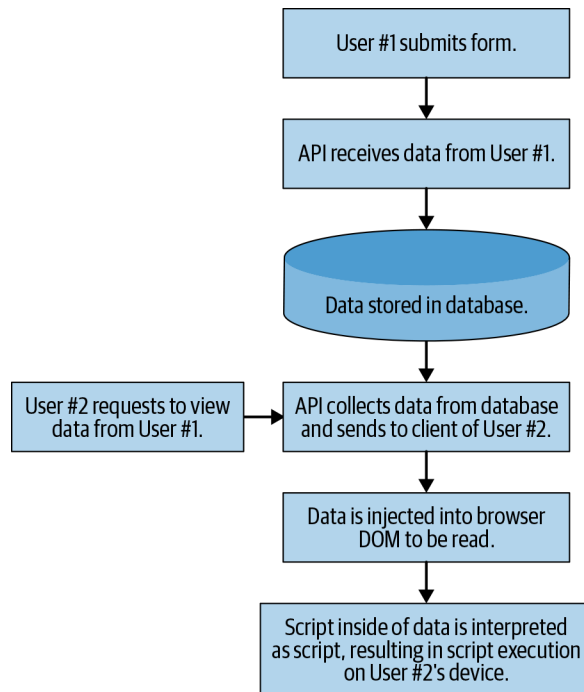 User #1 submits form.
API receives data from User #1.
Data stored in database.
User #2 requests to view
data from User #1.
API collects data from database
and sends to client of User #2.
Data is injected into browser
DOM to be read.
Script inside of data is interpreted
as script, resulting in script execution
on User #2's device.